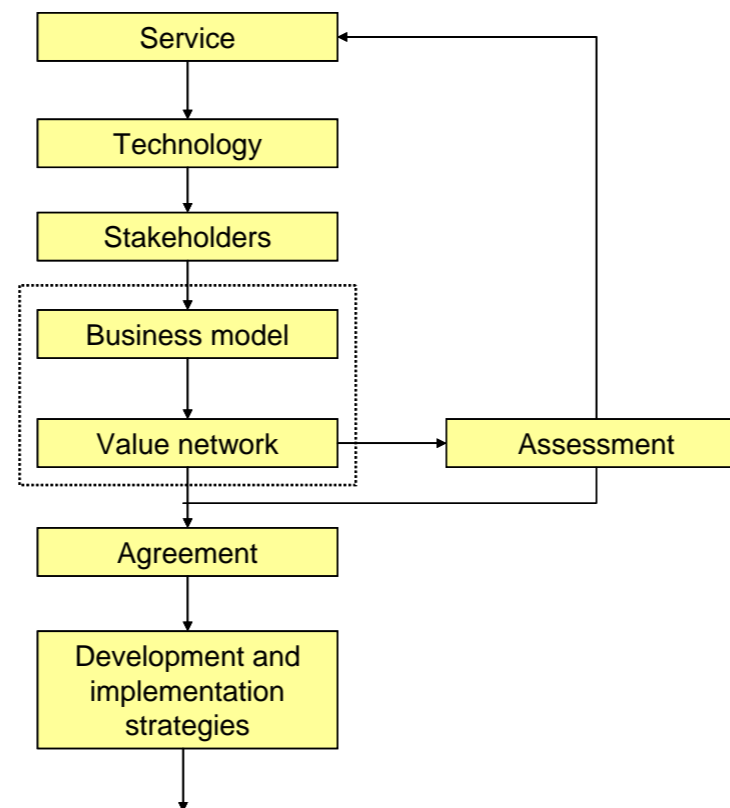 Service
Technology
Stakeholders
Business model
Value network
Assessment
Agreement
Development and
implementation
strategies